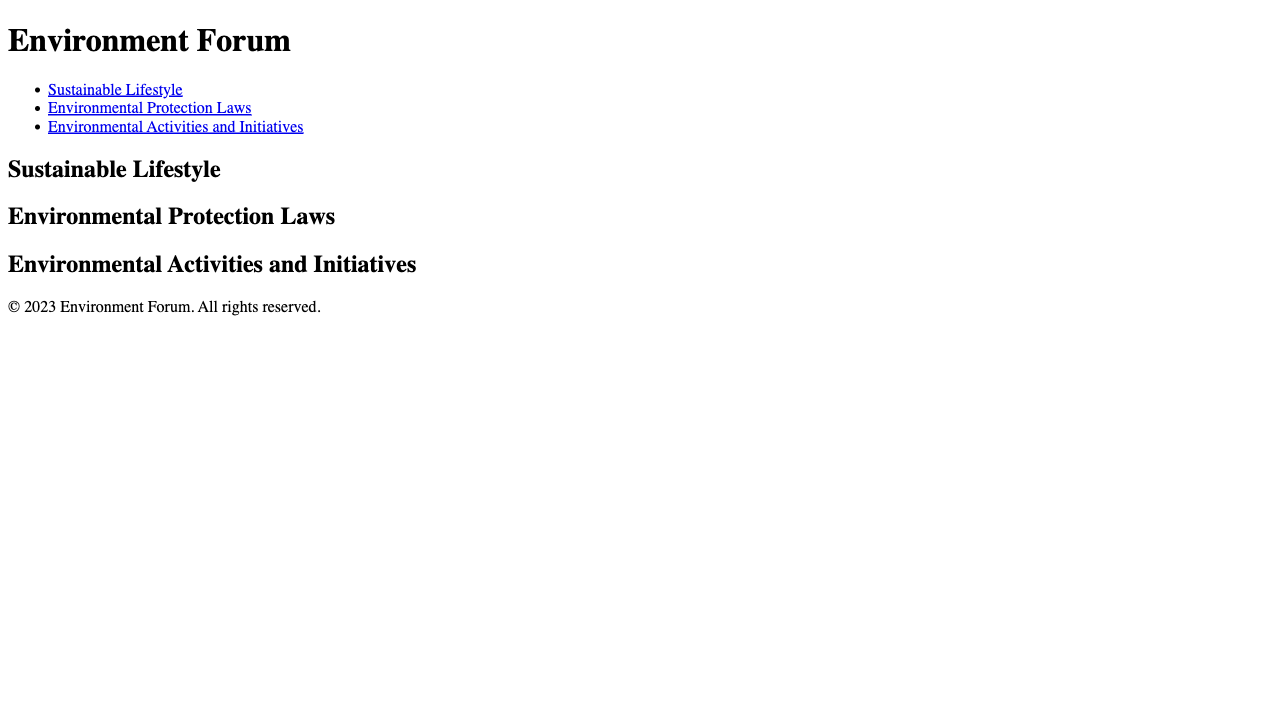 Environment Forum
Sustainable Lifestyle
Environmental Protection Laws
Environmental Activities and Initiatives
Sustainable Lifestyle
Environmental Protection Laws
Environmental Activities and Initiatives
© 2023 Environment Forum. All rights reserved.